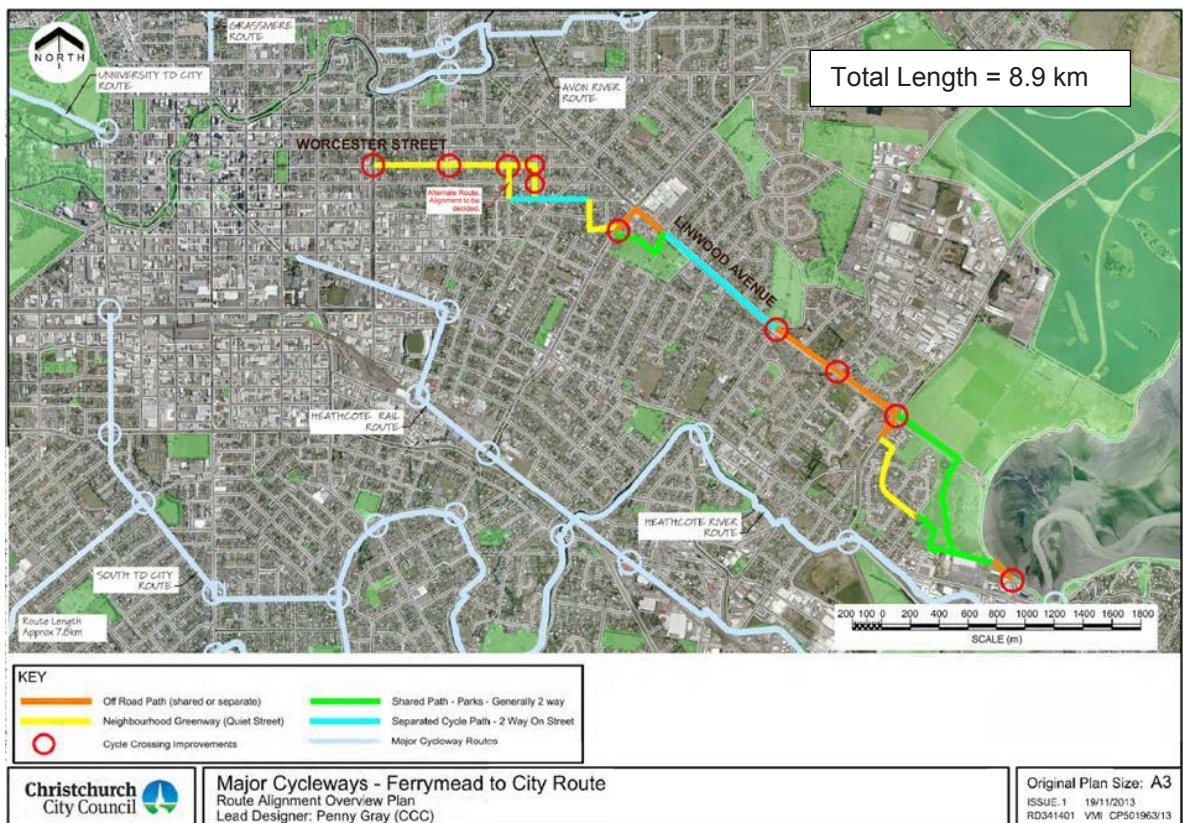 GRASSMERE
ROUTE
NORTH
UNIVERSITY TO CITY
ROUTE
AVON RIVER
ROUTE
Total Length = 8.9 km
WORCESTER STREET
Alternate Route.
Alignment to be
decided.
LINWOOD AVENUE
HEATHCOTE RAIL
ROUTE
HEATHCOTE RIVER
ROUTE
SOUTH TO CITY
ROUTE
Route Length
Approx 7.6km
200 100 0 200 400 600 800 1000 1200 1400 1600 1800
SCALE (m)
KEY
Off Road Path (shared or separate)
Shared Path - Parks - Generally 2 way
Neighbourhood Greenway (Quiet Street)
Separated Cycle Path - 2 Way On Street
Cycle Crossing Improvements
Major Cycleway Routes
Christchurch
City Council
Major Cycleways - Ferrymead to City Route
Route Alignment Overview Plan
Lead Designer: Penny Gray (CCC)
Original Plan Size: A3
ISSUE.1 19/11/2013
RD341401 VMI CP501963/13